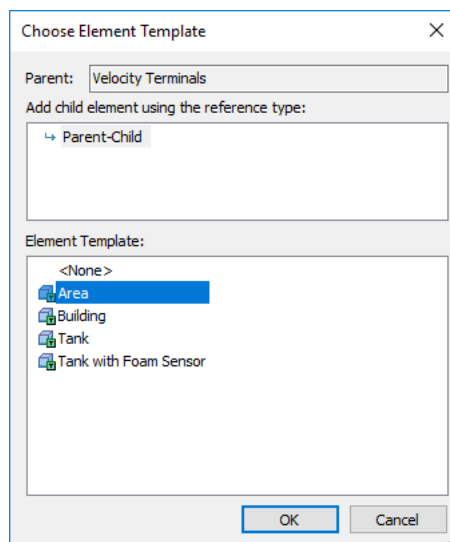 Choose Element Template
Parent: Velocity Terminals
Add child element using the reference type:
Parent-Child
Element Template:
<None>
Area
Building
Tank
Tank with Foam Sensor
OK Cancel